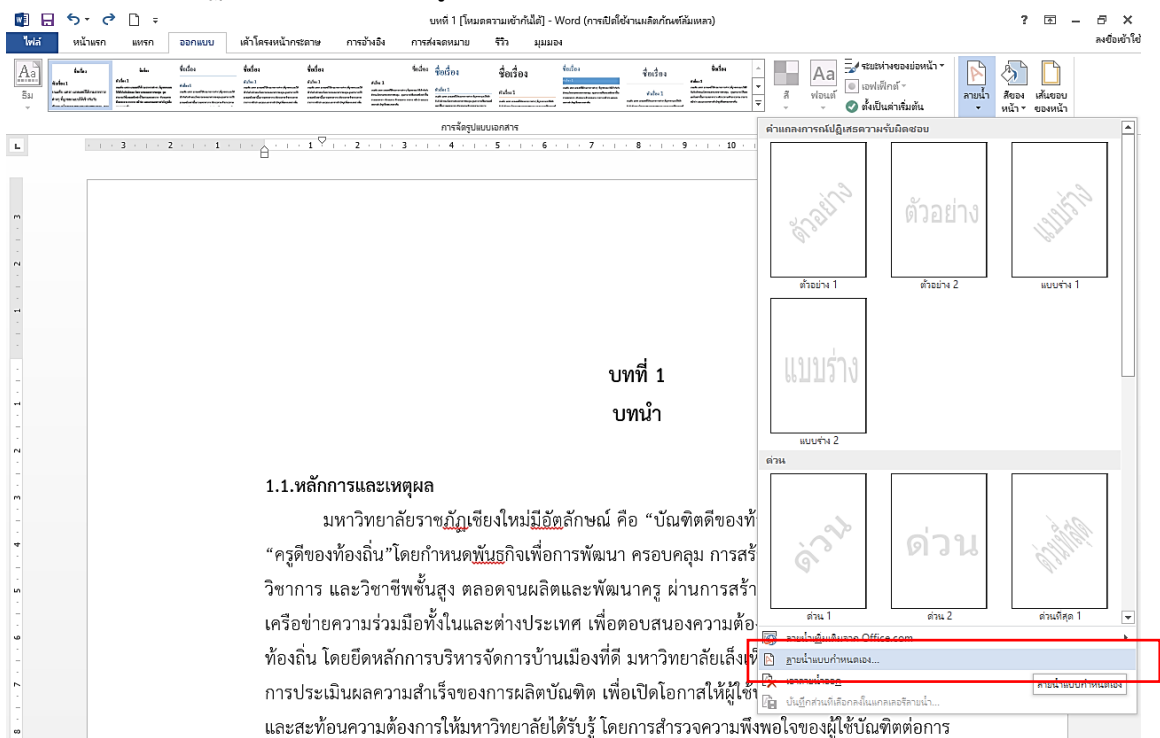 บทที่ 1 [โหมดความเข้ากันได้] - Word (การเปิดใช้งานผลิตภัณฑ์ล้มเหลว)
ไฟล์ หน้าแรก แทรก ออกแบบ เค้าโครงหน้ากระดาษ การอ้างอิง การส่งจดหมาย รีวิว มุมมอง ลงชื่อเข้าใช้
ธีม
สี
ฟอนต์
ระยะห่างของย่อหน้า
เอฟเฟ็กต์
ตั้งเป็นค่าเริ่มต้น
ลายน้ำ
สีของหน้า
เส้นขอบของหน้า
การจัดรูปแบบเอกสาร
คำแถลงการณ์ปฏิเสธความรับผิดชอบ
ตัวอย่าง ตัวอย่าง แบบร่าง
ตัวอย่าง 1 ตัวอย่าง 2 แบบร่าง 1
แบบร่าง
แบบร่าง 2
ด่วน
ด่วน ด่วน ด่วนที่สุด
ด่วน 1 ด่วน 2 ด่วนที่สุด 1
ลายน้ำเพิ่มเติมจาก Office.com
ลายน้ำแบบกำหนดเอง...
เอาลายน้ำออก
ลายน้ำแบบกำหนดเอง
บันทึกส่วนที่เลือกลงในแกลเลอรีลายน้ำ...
บทที่ 1
บทนำ
1.1.หลักการและเหตุผล
มหาวิทยาลัยราชภัฏเชียงใหม่มีอัตลักษณ์ คือ “บัณฑิตดีของท้
“ครูดีของท้องถิ่น”โดยกำหนดพันธกิจเพื่อการพัฒนา ครอบคลุม การสร้
วิชาการ และวิชาชีพชั้นสูง ตลอดจนผลิตและพัฒนาครู ผ่านการสร้า
เครือข่ายความร่วมมือทั้งในและต่างประเทศ เพื่อตอบสนองความต้อ
ท้องถิ่น โดยยึดหลักการบริหารจัดการบ้านเมืองที่ดี มหาวิทยาลัยเล็งเห็
การประเมินผลความสำเร็จของการผลิตบัณฑิต เพื่อเปิดโอกาสให้ผู้ใช้
และสะท้อนความต้องการให้มหาวิทยาลัยได้รับรู้ โดยการสำรวจความพึงพอใจของผู้ใช้บัณฑิตต่อการ